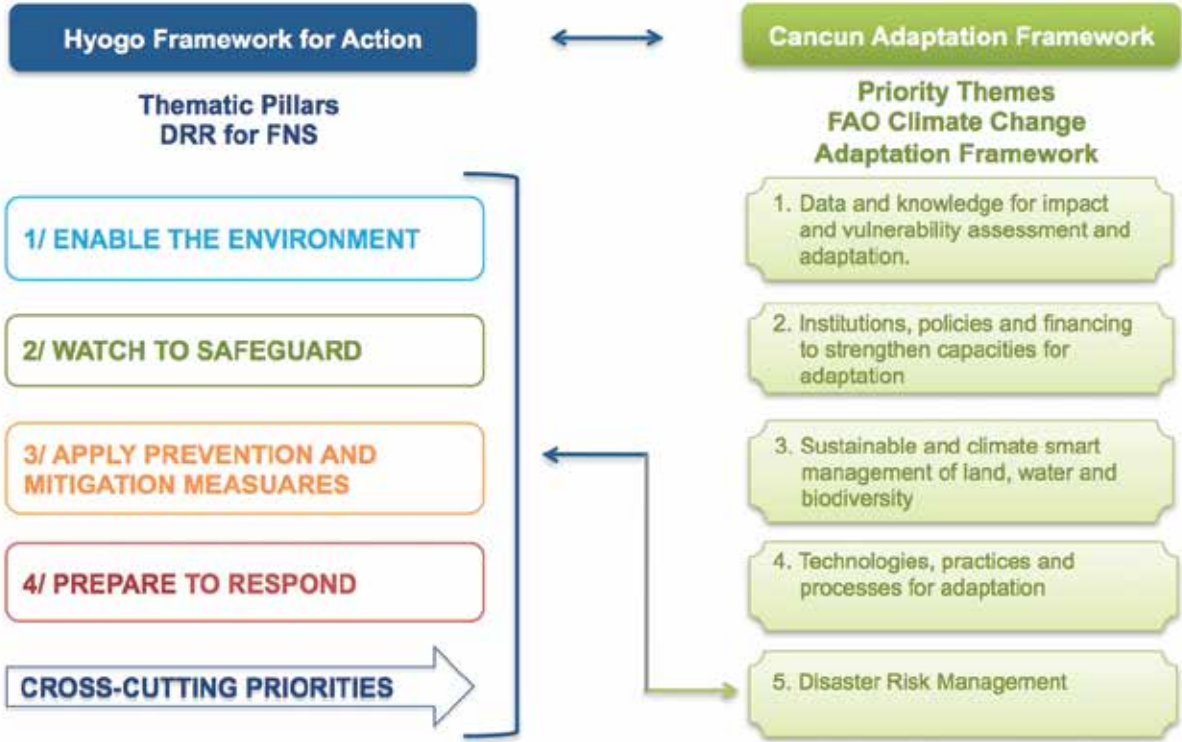 Hyogo Framework for Action
Thematic Pillars
DRR for FNS
1/ ENABLE THE ENVIRONMENT
2/ WATCH TO SAFEGUARD
3/ APPLY PREVENTION AND
MITIGATION MEASUARES
4/ PREPARE TO RESPOND
CROSS-CUTTING PRIORITIES
Cancun Adaptation Framework
Priority Themes
FAO Climate Change
Adaptation Framework
1. Data and knowledge for impact
and vulnerability assessment and
adaptation.
2. Institutions, policies and financing
to strengthen capacities for
adaptation
3. Sustainable and climate smart
management of land, water and
biodiversity
4. Technologies, practices and
processes for adaptation
5. Disaster Risk Management